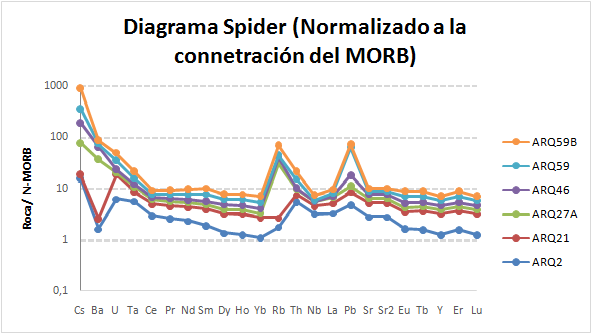 Diagrama Spider (Normalizado a la
connetración del MORB)
Roca/ N-MORB
1000
100
10
1
0,1
Cs Ba U Ta Ce Pr Nd Sm Dy Ho Yb Rb Th Nb La Pb Sr Sr2 Eu Tb Y Er Lu
ARQ59B
ARQ59
ARQ46
ARQ27A
ARQ21
ARQ2